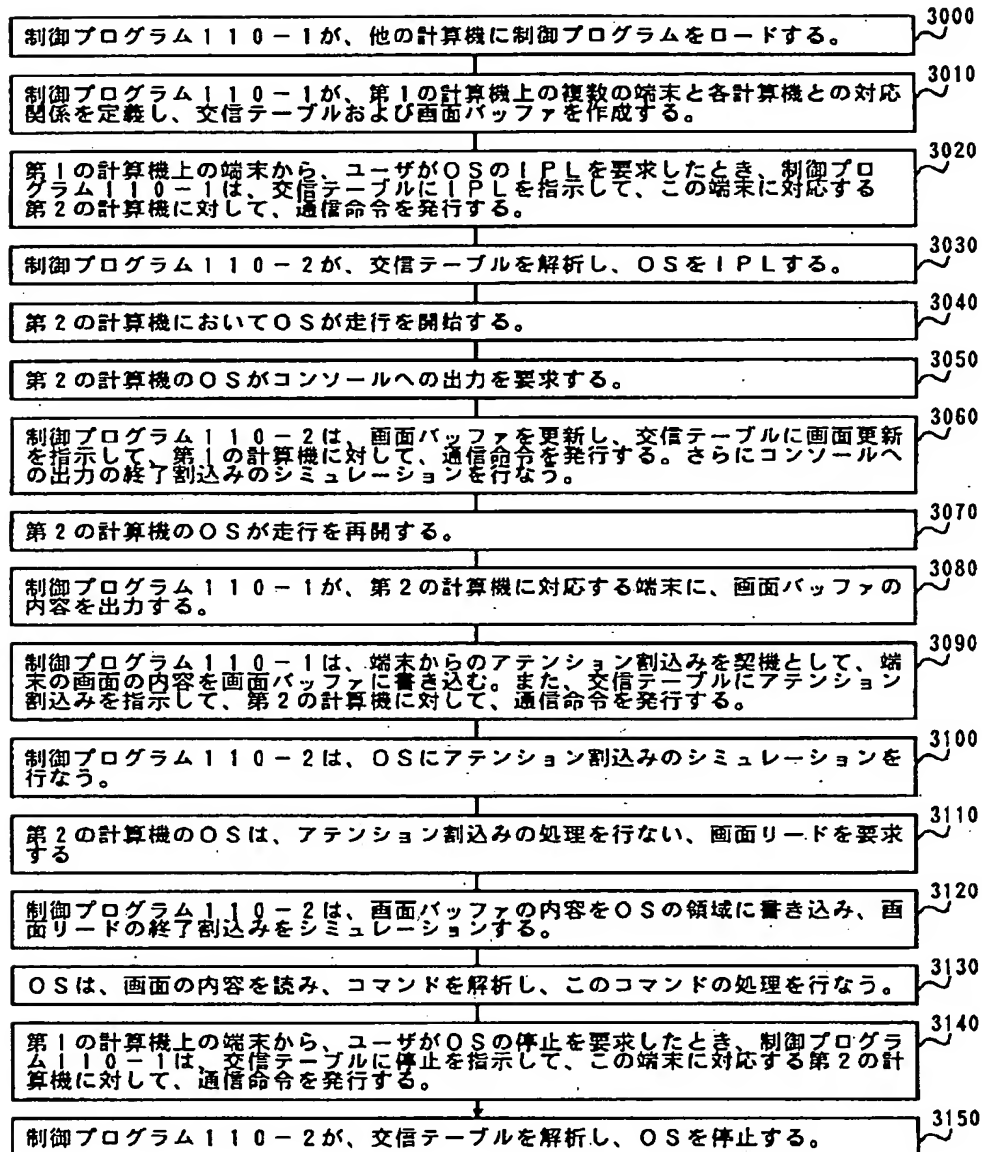 3000
制御プログラム110-1が、他の計算機に制御プログラムをロードする。
3010
制御プログラム110-1が、第1の計算機上の複数の端末と各計算機との対応
関係を定義し、交信テーブルおよび画面バッファを作成する。
3020
第1の計算機上の端末から、ユーザがOSのIPLを要求したとき、制御プロ
グラム110-1は、交信テーブルにIPLを指示して、この端末に対応する
第2の計算機に対して、通信命令を発行する。
3030
制御プログラム110-2が、交信テーブルを解析し、OSをIPLする。
3040
第2の計算機においてOSが走行を開始する。
3050
第2の計算機のOSがコンソールへの出力を要求する。
3060
制御プログラム110-2は、画面バッファを更新し、交信テーブルに画面更新
を指示して、第1の計算機に対して、通信命令を発行する。さらにコンソールへ
の出力の終了割込みのシミュレーションを行なう。
3070
第2の計算機のOSが走行を再開する。
3080
制御プログラム110-1が、第2の計算機に対応する端末に、画面バッファの
内容を出力する。
3090
制御プログラム110-1は、端末からのアテンション割込みを契機として、端
末の画面の内容を画面バッファに書き込む。また、交信テーブルにアテンション
割込みを指示して、第2の計算機に対して、通信命令を発行する。
3100
制御プログラム110-2は、OSにアテンション割込みのシミュレーションを
行なう。
3110
第2の計算機のOSは、アテンション割込みの処理を行ない、画面リードを要求
する
3120
制御プログラム110-2は、画面バッファの内容をOSの領域に書き込み、画
面リードの終了割込みをシミュレーションする。
3130
OSは、画面の内容を読み、コマンドを解析し、このコマンドの処理を行なう。
3140
第1の計算機上の端末から、ユーザがOSの停止を要求したとき、制御プログラ
ム110-1は、交信テーブルに停止を指示して、この端末に対応する第2の計
算機に対して、通信命令を発行する。
3150
制御プログラム110-2が、交信テーブルを解析し、OSを停止する。